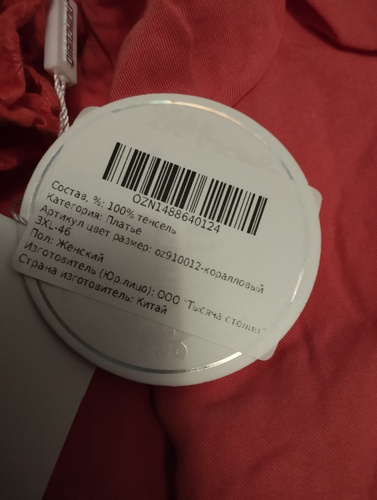 OZN1488640124
Состав, %: 100% тенсель
Категория: Платье
Артикул цвет размер: oz910012-коралловый
3XL-46
Пол: Женский
Изготовитель (Юр.лицо): ООО "Тысяча столиц"
Страна изготовитель: Китай